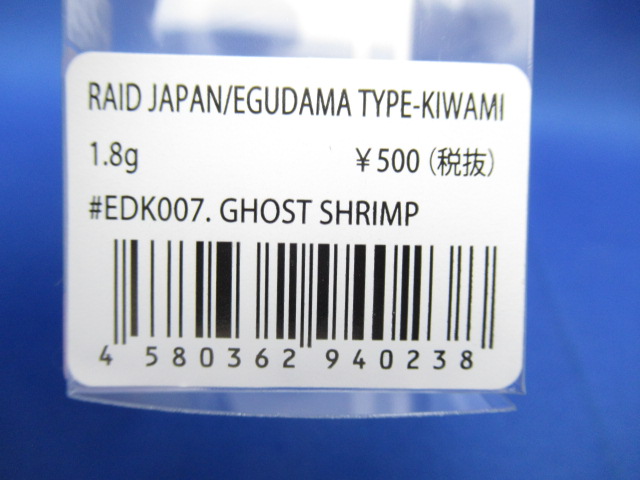 RAID JAPAN/EGUDAMA TYPE-KIWAMI
1.8g ￥500（税抜）
#EDK007. GHOST SHRIMP
4 580362 940238